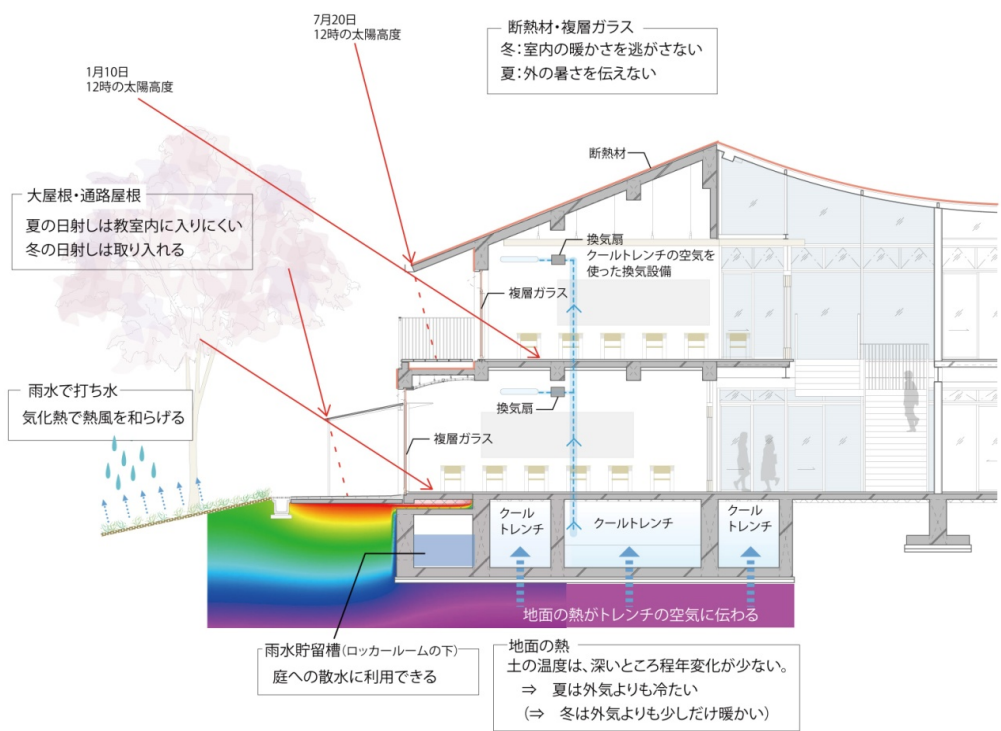 7月20日
12時の太陽高度
1月10日
12時の太陽高度
断熱材・複層ガラス
冬：室内の暖かさを逃がさない
夏：外の暑さを伝えない
断熱材
大屋根・通路屋根
夏の日射しは教室内に入りにくい
冬の日射しは取り入れる
換気扇
クールトレンチの空気を
使った換気設備
複層ガラス
雨水で打ち水
気化熱で熱風を和らげる
換気扇
複層ガラス
クール
トレンチ
クールトレンチ
クール
トレンチ
地面の熱がトレンチの空気に伝わる
雨水貯留槽（ロッカールームの下）
庭への散水に利用できる
地面の熱
土の温度は、深いところ程年変化が少ない。
⇒ 夏は外気よりも冷たい
（⇒ 冬は外気よりも少しだけ暖かい）